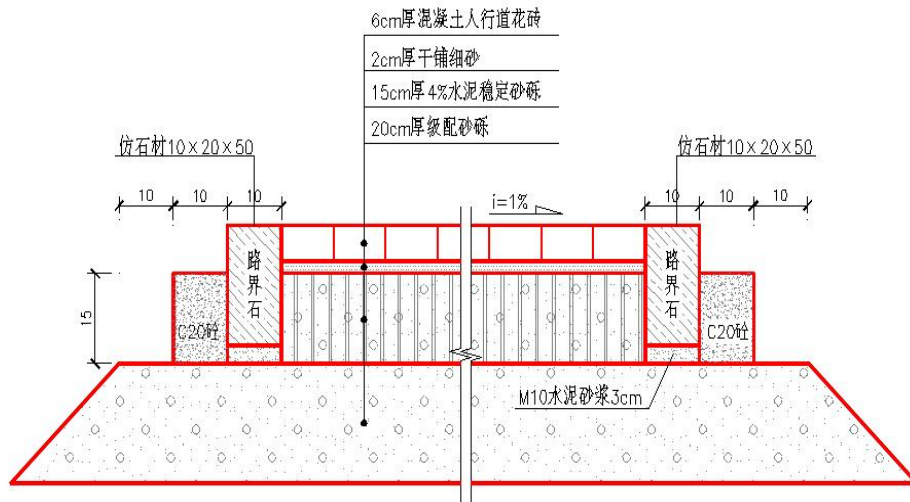 6cm厚混凝土人行道花砖
2cm厚干铺细砂
15cm厚4%水泥稳定砂砾
20cm厚级配砂砾
仿石材10×20×50
仿石材10×20×50
10 10 10
i=1%
10 10 10
路界石
路界石
15
C20砼
C20砼
M10水泥砂浆3cm